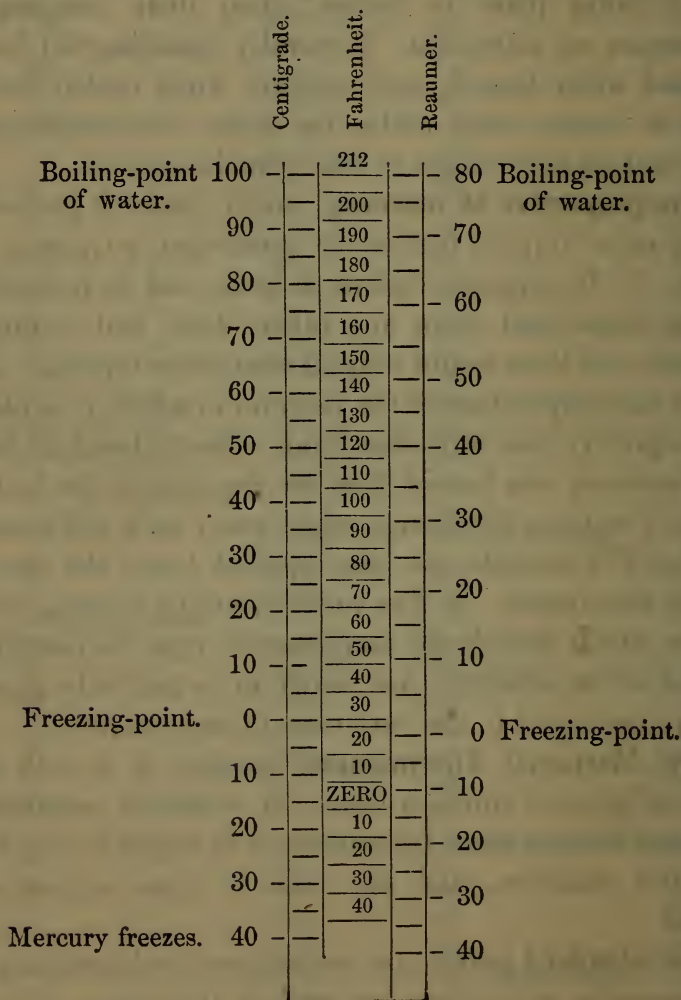 Centigrade.
Fahrenheit.
Reaumer.
Boiling-point 100 212 80 Boiling-point
of water. of water.
200
90 190 70
180
80 170 60
70 160
150 50
60 140
130
50 120 40
110
40 100
90 30
30 80
70 20
20 60
50 10
10 40
30
Freezing-point. 0 0 Freezing-point.
20
10 10 10
ZERO
20 10 20
20
30 30 30
40
Mercury freezes. 40 40